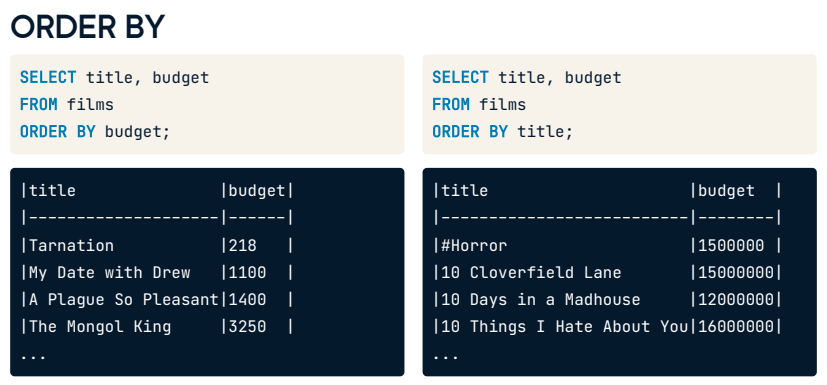 ORDER BY
SELECT title, budget
FROM films
ORDER BY budget;
|title               |budget|
|--------------------|------|
|Tarnation           |218   |
|My Date with Drew   |1100  |
|A Plague So Pleasant|1400  |
|The Mongol King     |3250  |
...
SELECT title, budget
FROM films
ORDER BY title;
|title                     |budget  |
|--------------------------|--------|
|#Horror                   |1500000 |
|10 Cloverfield Lane       |15000000|
|10 Days in a Madhouse     |12000000|
|10 Things I Hate About You|16000000|
...